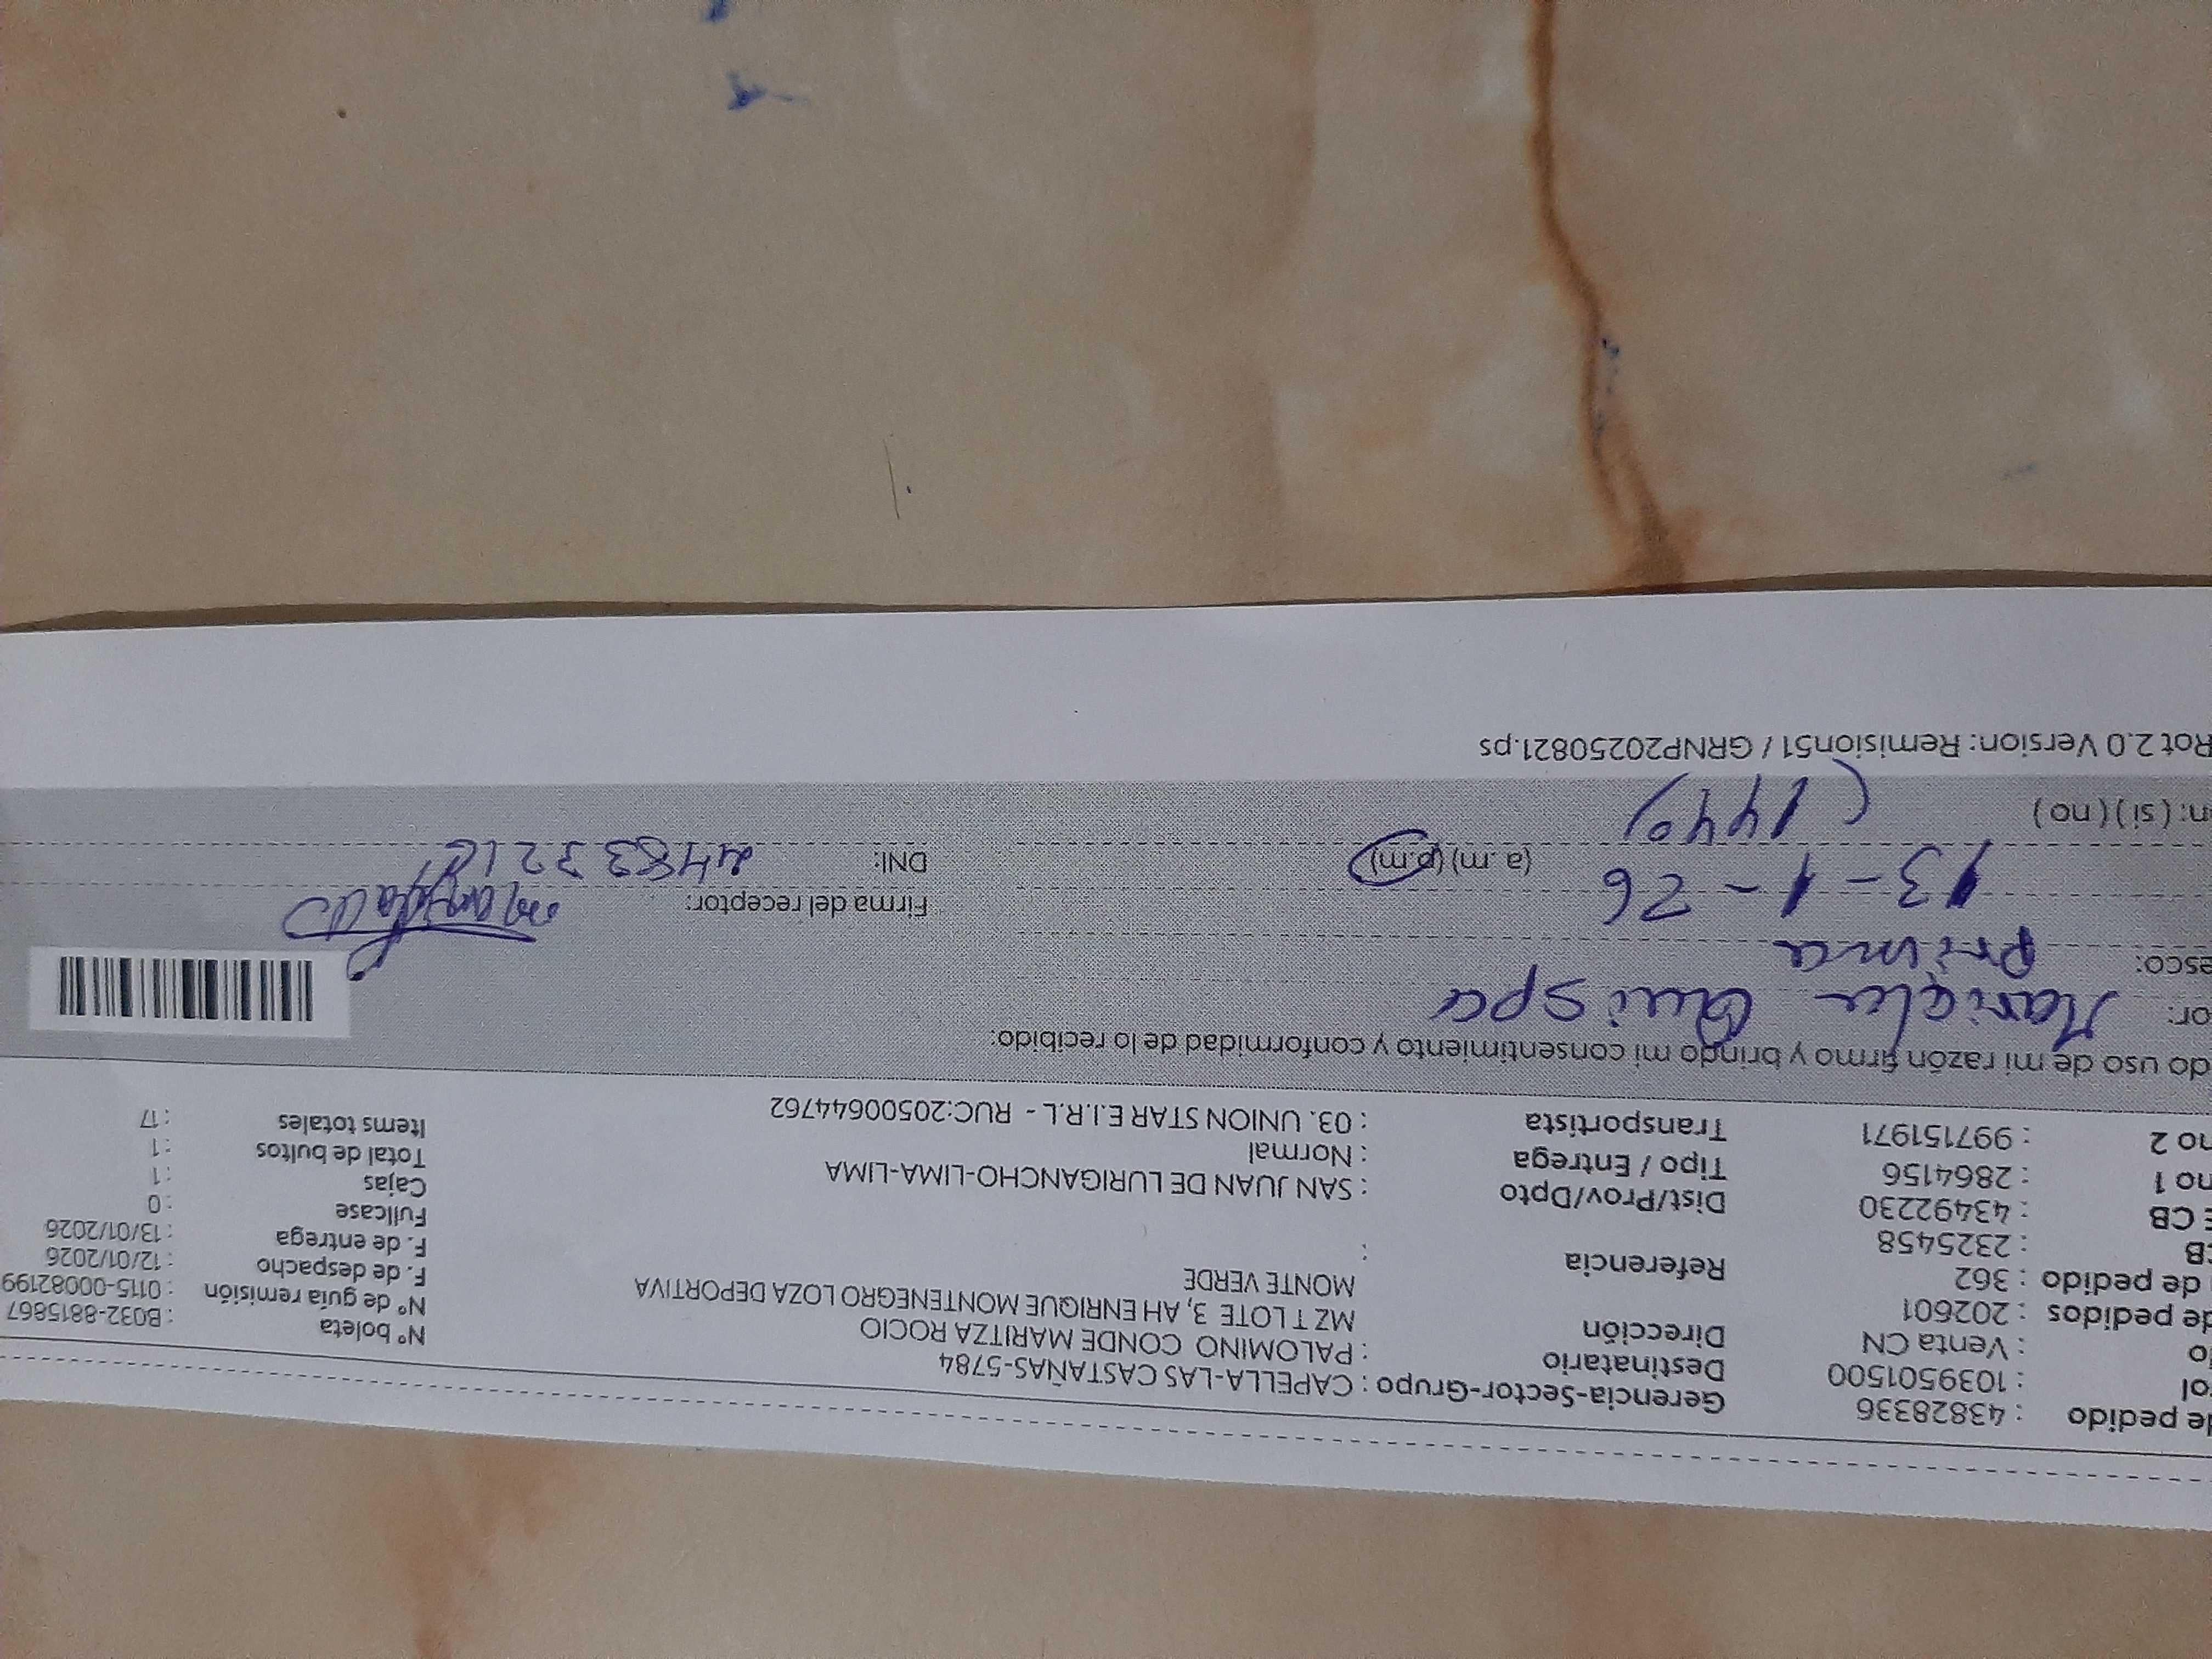 de pedido : 43828336
rol : 1039501500
do : Venta CN
de pedidos : 202601
de pedido : 362
CB : 2325458
E CB : 43492230
no 1 : 2864156
no 2 : 997151971
Gerencia-Sector-Grupo : CAPELLA-LAS CASTAÑAS-5784
Destinatario : PALOMINO CONDE MARITZA ROCIO
Dirección MZ T LOTE 3, AH ENRIQUE MONTENEGRO LOZA DEPORTIVA
MONTE VERDE
Referencia :
Dist/Prov/Dpto : SAN JUAN DE LURIGANCHO-LIMA-LIMA
Tipo / Entrega : Normal
Transportista : 03. UNION STAR E.I.R.L - RUC:20500644762
N° boleta : B032-8815867
N° de guía remisión : 0115-00082199
F. de despacho : 12/01/2026
F. de entrega : 13/01/2026
Fullcase : 0
Cajas : 1
Total de bultos : 1
Items totales : 17
do uso de mi razón firmo y brindo mi consentimiento y conformidad de lo recibido:
or: Quispe
esco: Prima
13-1-26 (a.m) (p.m)
n: (si) (no) (1440)
Firma del receptor:
DNI:
Rot 2.0 Version: Remision51 / GRNP20250821.ps